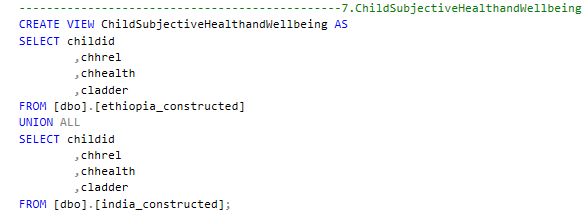 ------------------------------------------------7.ChildSubjectiveHealthandWellbeing
CREATE VIEW ChildSubjectiveHealthandWellbeing AS
SELECT childid
,chhrel
,chhealth
,cladder
FROM [dbo].[ethiopia_constructed]
UNION ALL
SELECT childid
,chhrel
,chhealth
,cladder
FROM [dbo].[india_constructed];